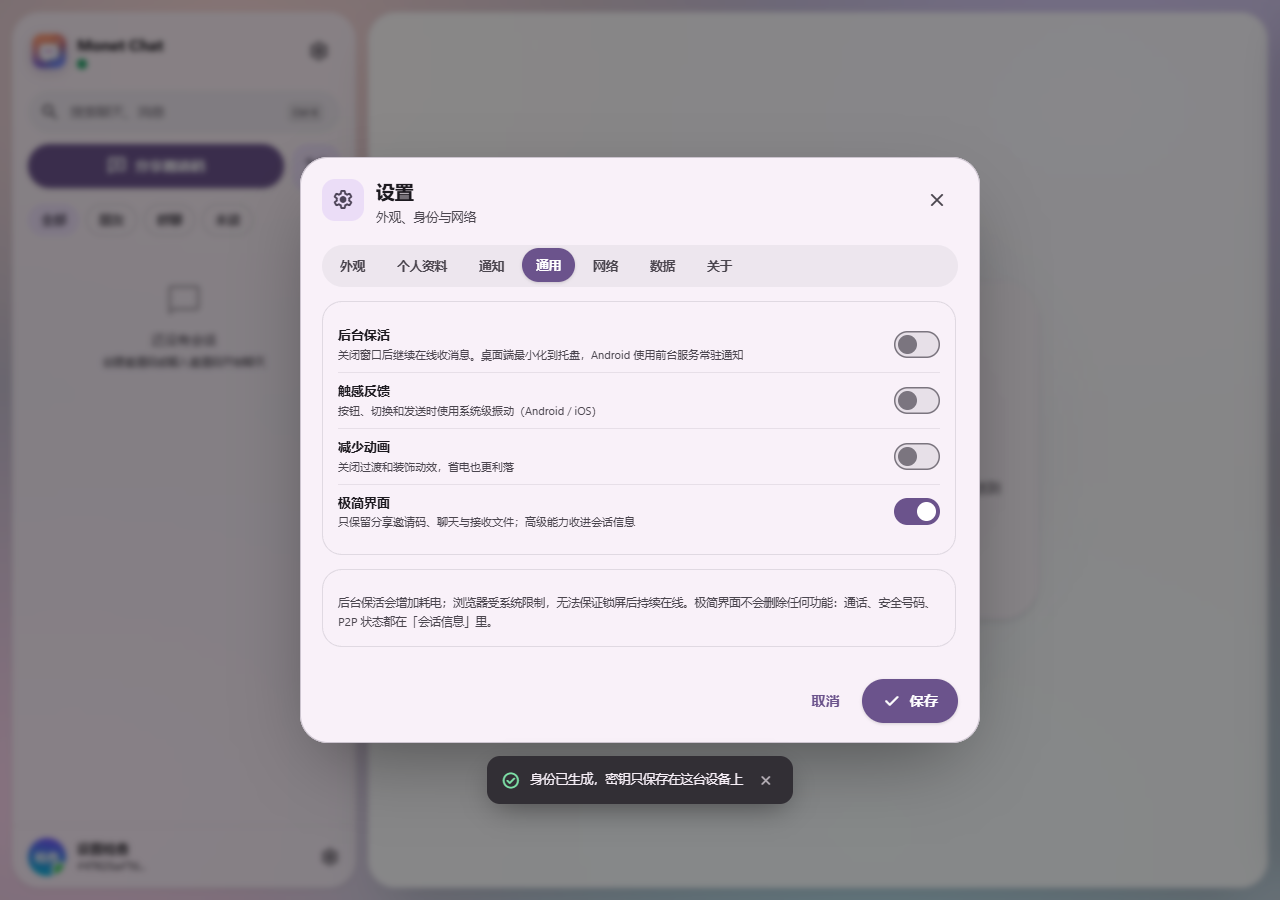 Monet Chat
设置
外观、身份与网络
外观 个人资料 通知 通用 网络 数据 关于
后台保活
关闭窗口后继续在线收消息。桌面端最小化到托盘，Android 使用前台服务常驻通知
触感反馈
按钮、切换和发送时使用系统级振动（Android / iOS）
减少动画
关闭过渡和装饰动效，省电也更利落
极简界面
只保留分享邀请码、聊天与接收文件；高级能力收进会话信息
后台保活会增加耗电；浏览器受系统限制，无法保证锁屏后持续在线。极简界面不会删除任何功能：通话、安全号码、
P2P 状态都在「会话信息」里。
取消 保存
身份已生成，密钥只保存在这台设备上